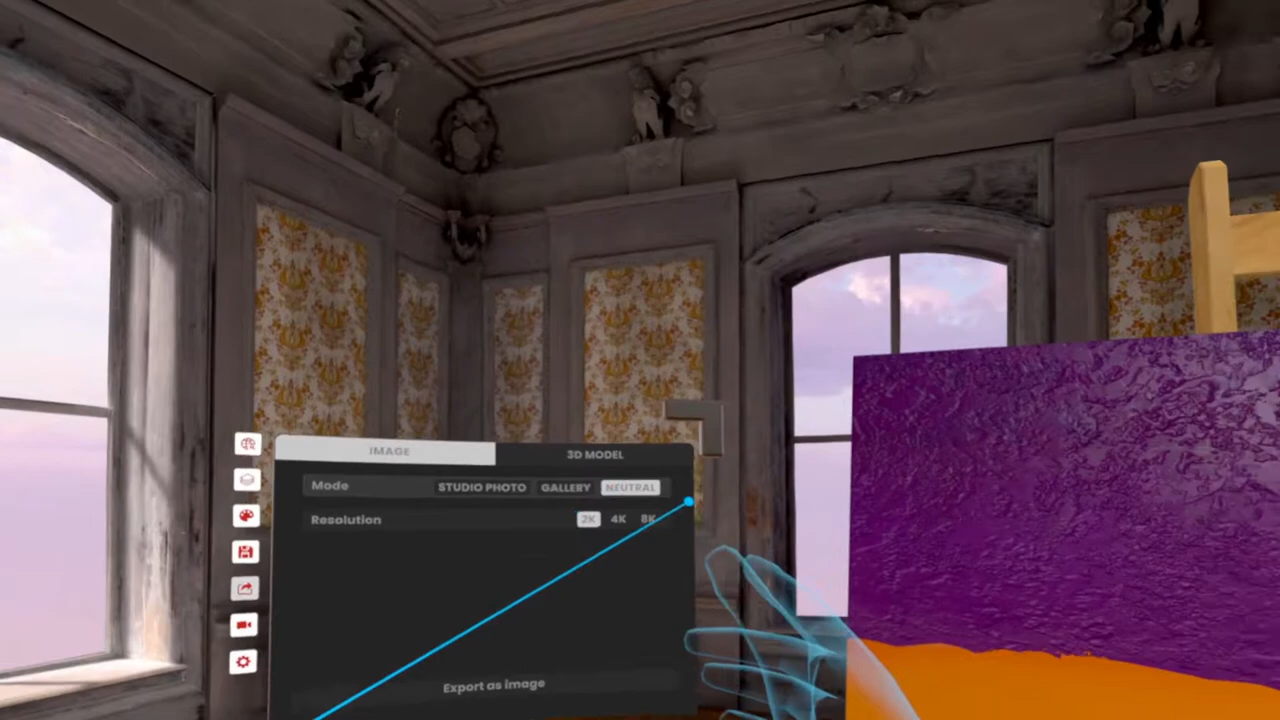 IMAGE
3D MODEL
Mode STUDIO PHOTO GALLERY NEUTRAL
Resolution 2K 4K 8K
Export as image